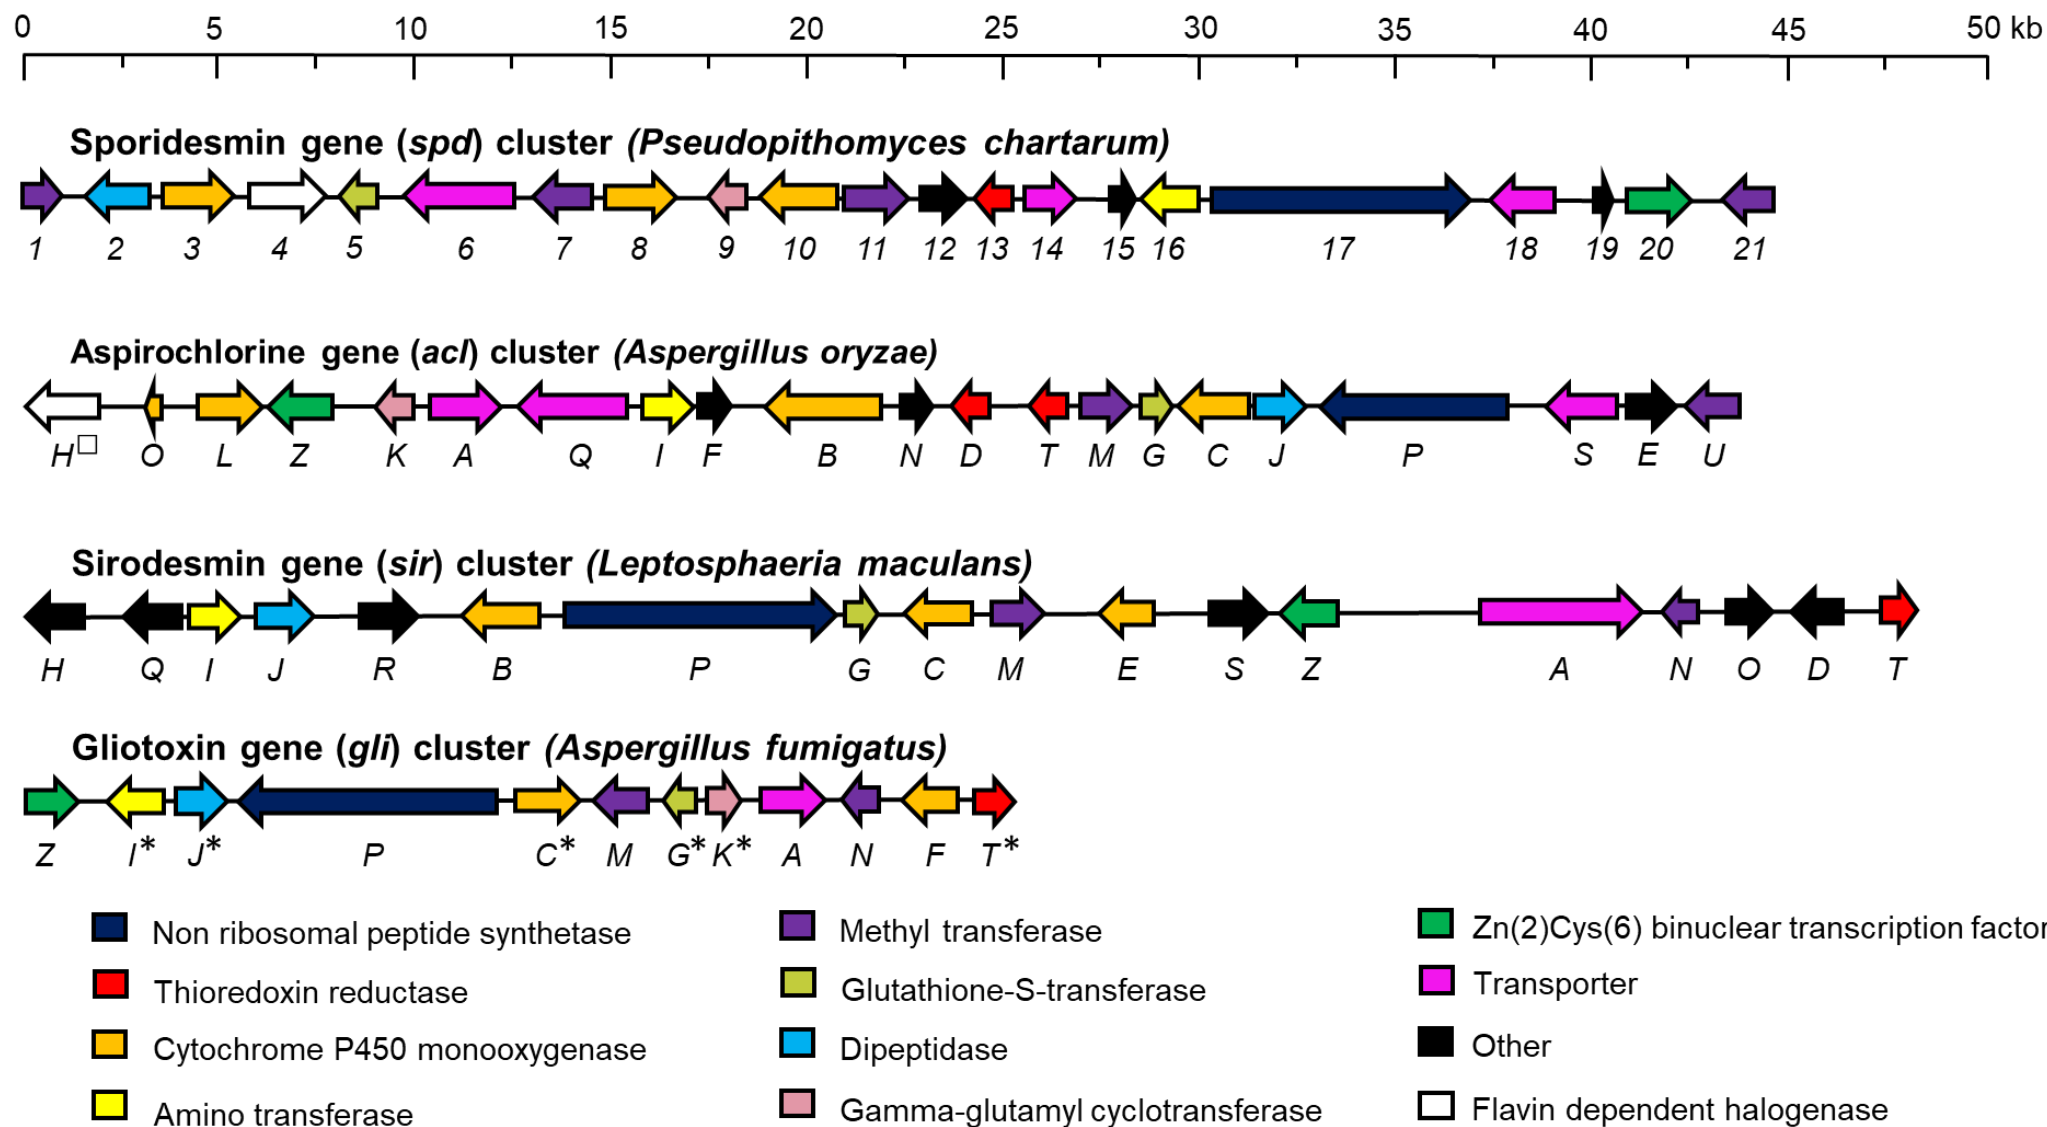 0 5 10 15 20 25 30 35 40 45 50 kb
Sporidesmin gene (spd) cluster (Pseudopithomyces chartarum)
1 2 3 4 5 6 7 8 9 10 11 12 13 14 15 16 17 18 19 20 21
Aspirochlorine gene (acl) cluster (Aspergillus oryzae)
H□ O L Z K A Q I F B N D T M G C J P S E U
Sirodesmin gene (sir) cluster (Leptosphaeria maculans)
H Q I J R B P G C M E S Z A N O D T
Gliotoxin gene (gli) cluster (Aspergillus fumigatus)
Z I* J* P C* M G* K* A N F T*
Non ribosomal peptide synthetase
Thioredoxin reductase
Cytochrome P450 monooxygenase
Amino transferase
Methyl transferase
Glutathione-S-transferase
Dipeptidase
Gamma-glutamyl cyclotransferase
Zn(2)Cys(6) binuclear transcription factor
Transporter
Other
Flavin dependent halogenase